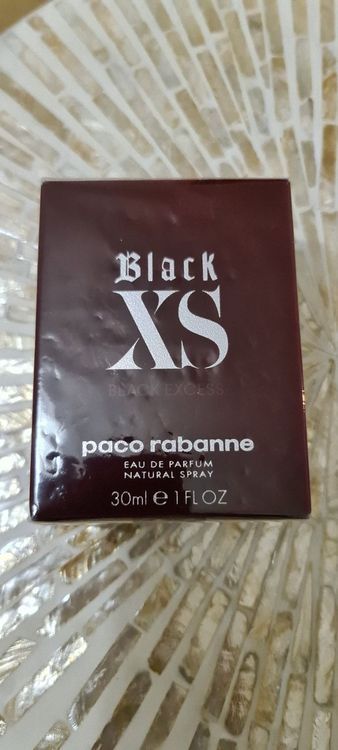 Black
XS
BLACK EXCESS
paco rabanne
EAU DE PARFUM
NATURAL SPRAY
30ml e 1 FL OZ